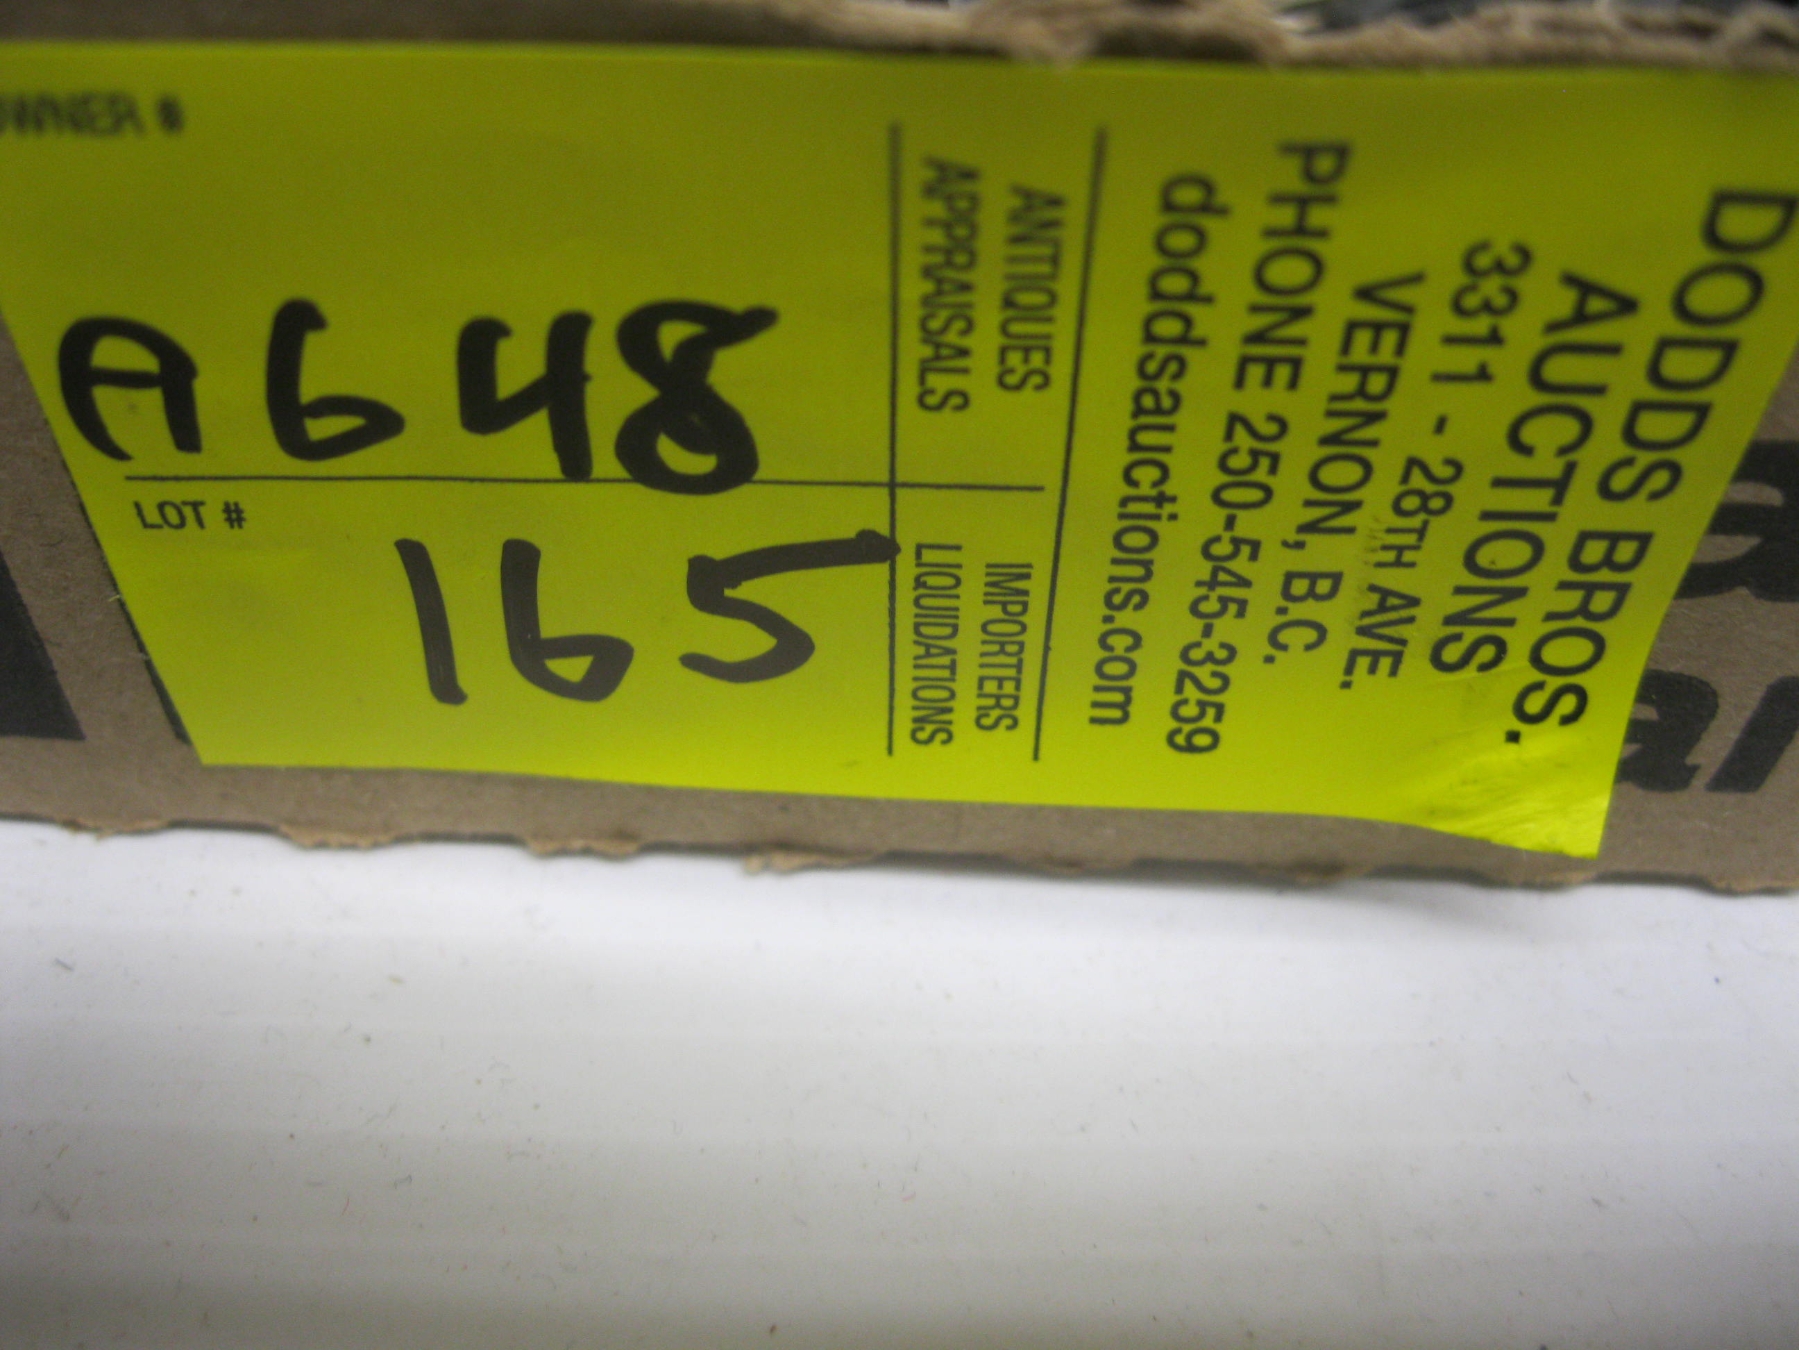 DODDS BROS.
AUCTIONS
3311 - 28TH AVE.
VERNON, B.C.
PHONE 250-545-3259
doddsauctions.com
ANTIQUES IMPORTERS
APPRAISALS LIQUIDATIONS
OWNER #
A648
LOT #
165